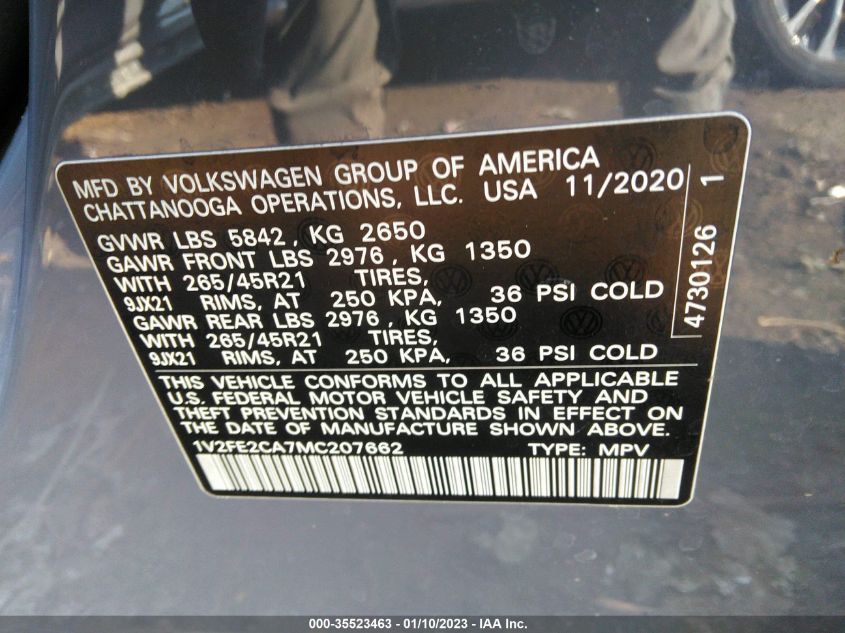 MFD BY VOLKSWAGEN GROUP OF AMERICA
CHATTANOOGA OPERATIONS, LLC. USA 11/2020
GVWR LBS 5842, KG 2650
GAWR FRONT LBS 2976, KG 1350
WITH 265/45R21 TIRES,
9JX21 RIMS, AT 250 KPA, 36 PSI COLD
GAWR REAR LBS 2976, KG 1350
WITH 265/45R21 TIRES,
9JX21 RIMS, AT 250 KPA, 36 PSI COLD
THIS VEHICLE CONFORMS TO ALL APPLICABLE
U.S. FEDERAL MOTOR VEHICLE SAFETY AND
THEFT PREVENTION STANDARDS IN EFFECT ON
THE DATE OF MANUFACTURE SHOWN ABOVE.
1V2FE2CA7MC207662 TYPE: MPV
4730126 1
000-35523463 - 01/10/2023 - IAA Inc.